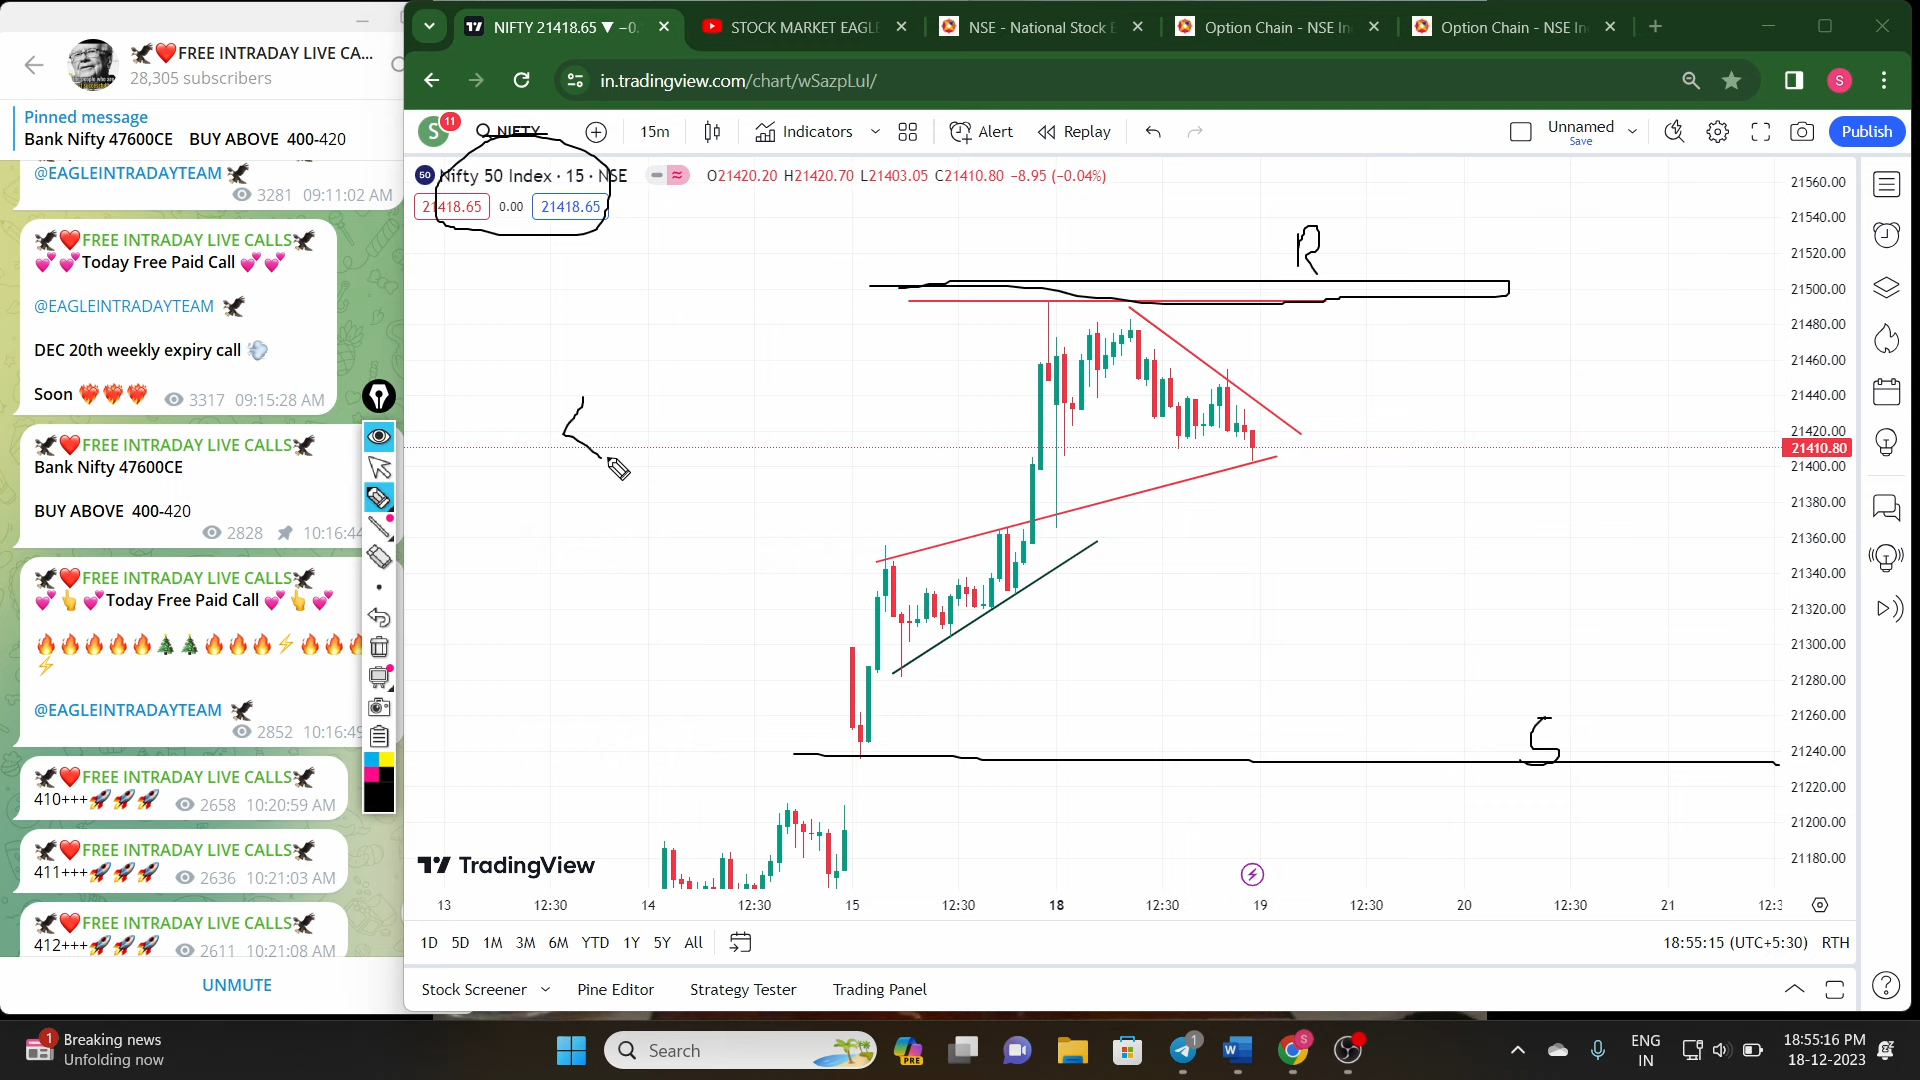 NIFTY 21418.65 ▼ −0.
STOCK MARKET EAGLE
NSE - National Stock E
Option Chain - NSE In
Option Chain - NSE In
in.tradingview.com/chart/wSazpLul/
FREE INTRADAY LIVE CA...
28,305 subscribers
Pinned message
Bank Nifty 47600CE BUY ABOVE 400-420
@EAGLEINTRADAYTEAM
3281 09:11:02 AM
FREE INTRADAY LIVE CALLS
Today Free Paid Call
@EAGLEINTRADAYTEAM
DEC 20th weekly expiry call
Soon
3317 09:15:28 AM
FREE INTRADAY LIVE CALLS
Bank Nifty 47600CE
BUY ABOVE 400-420
2828 10:16:44
FREE INTRADAY LIVE CALLS
Today Free Paid Call
@EAGLEINTRADAYTEAM
2852 10:16:49
FREE INTRADAY LIVE CALLS
410+++
2658 10:20:59 AM
FREE INTRADAY LIVE CALLS
411+++
2636 10:21:03 AM
FREE INTRADAY LIVE CALLS
412+++
2611 10:21:08 AM
UNMUTE
S 11 NIFTY 15m Indicators Alert Replay Unnamed Publish
Save
50 Nifty 50 Index · 15 · NSE O21420.20 H21420.70 L21403.05 C21410.80 −8.95 (−0.04%)
21418.65 0.00 21418.65
R
S
21560.00
21540.00
21520.00
21500.00
21480.00
21460.00
21440.00
21420.00
21410.80
21400.00
21380.00
21360.00
21340.00
21320.00
21300.00
21280.00
21260.00
21240.00
21220.00
21200.00
21180.00
TradingView
13 12:30 14 12:30 15 12:30 18 12:30 19 12:30 20 12:30 21 12:3
1D 5D 1M 3M 6M YTD 1Y 5Y All
18:55:15 (UTC+5:30) RTH
Stock Screener Pine Editor Strategy Tester Trading Panel
1 Breaking news
Unfolding now
Search
PRE
ENG
IN
18:55:16 PM
18-12-2023